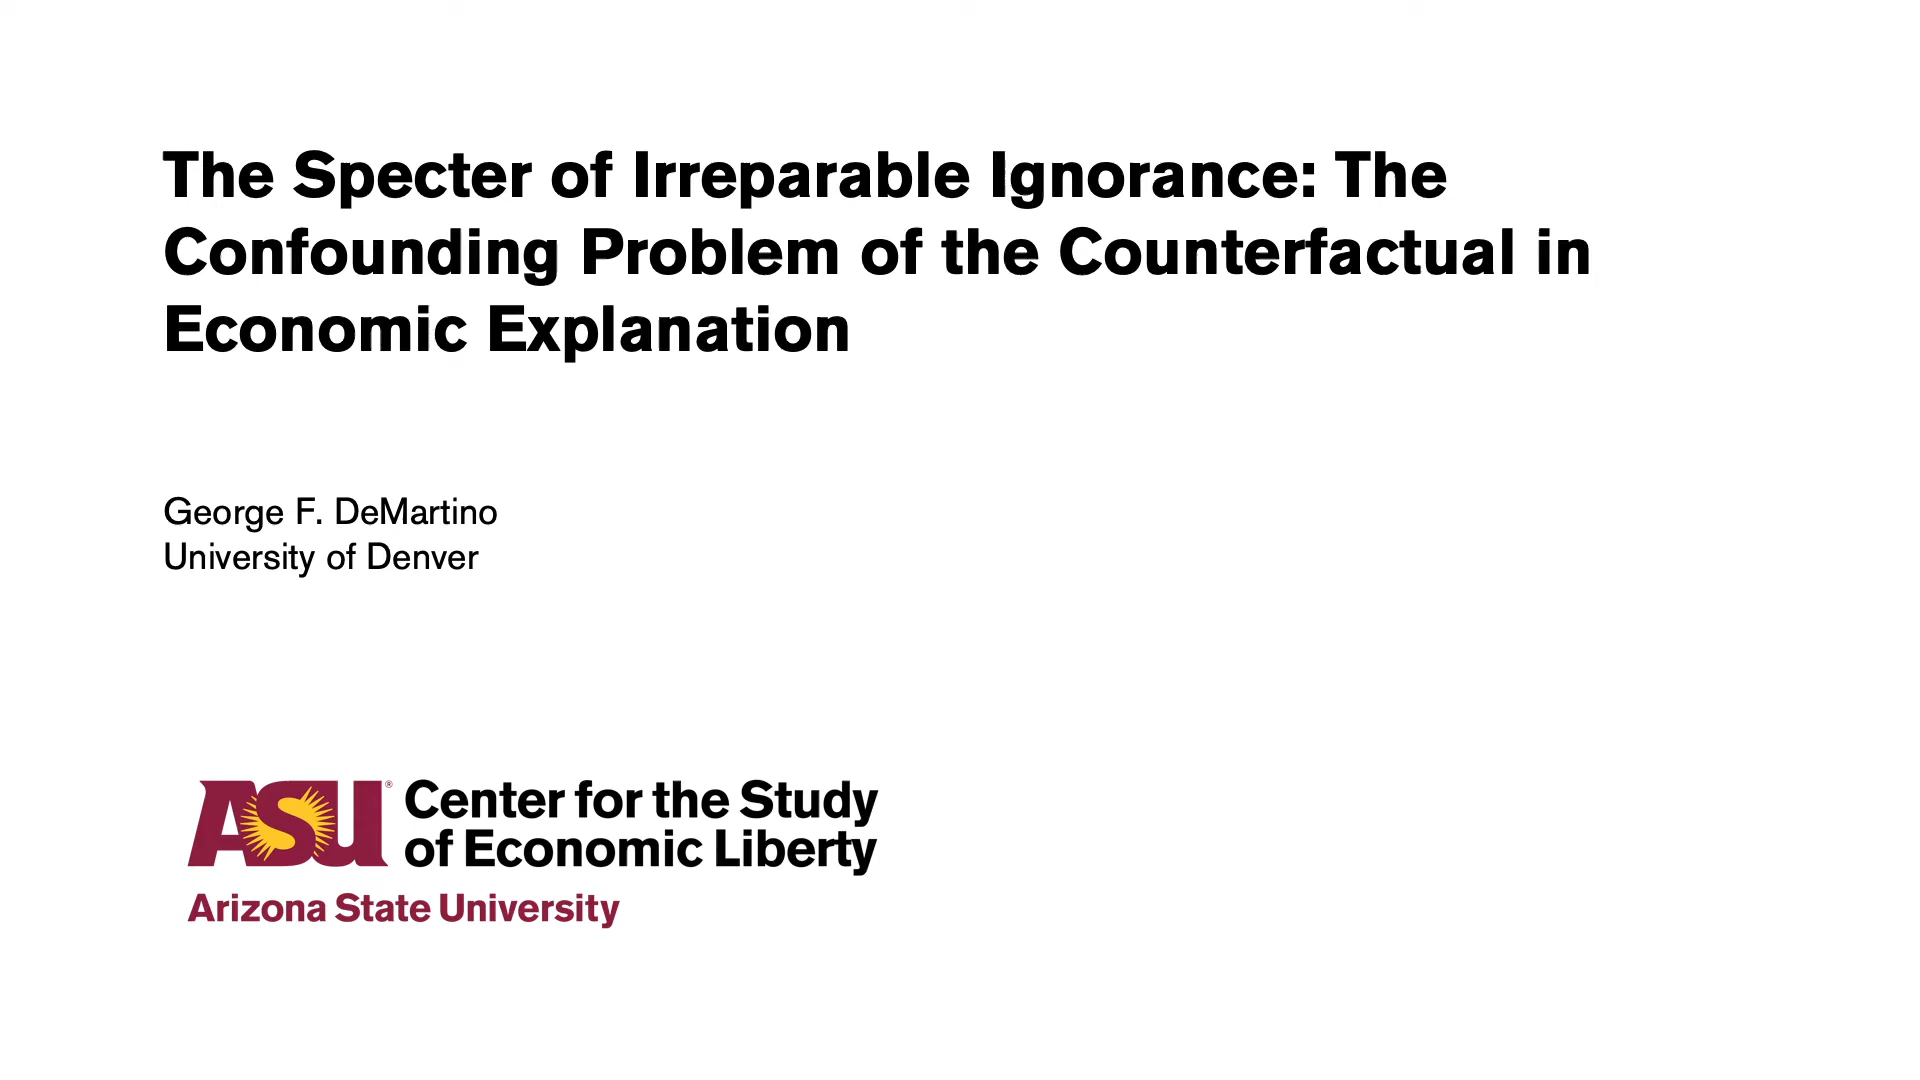 The Specter of Irreparable Ignorance: The
Confounding Problem of the Counterfactual in
Economic Explanation
George F. DeMartino
University of Denver
ASU® Center for the Study
of Economic Liberty
Arizona State University